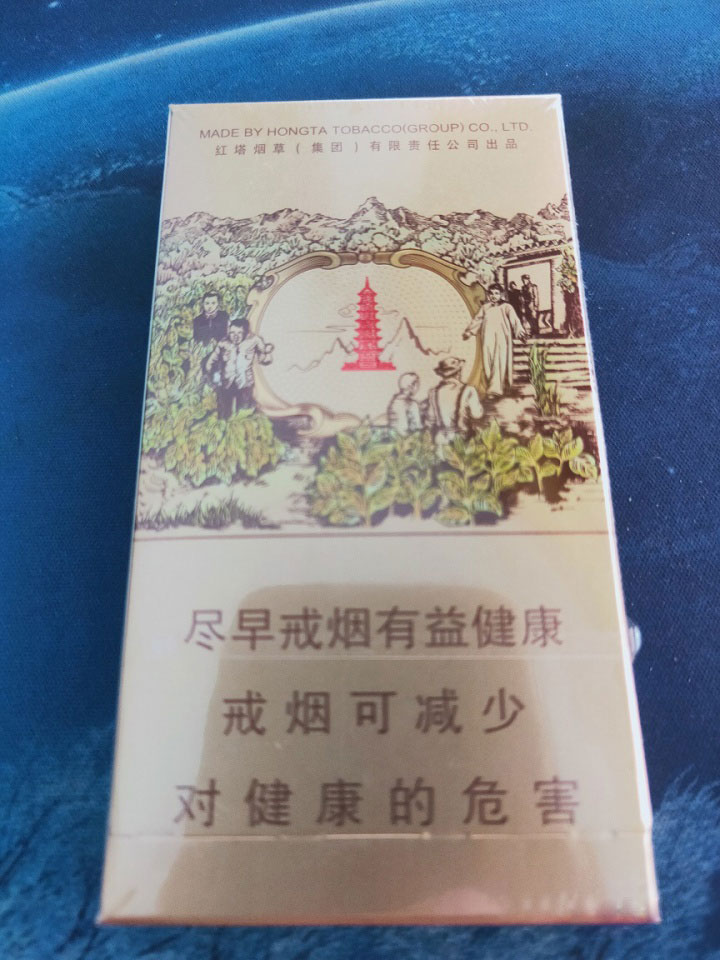 MADE BY HONGTA TOBACCO(GROUP) CO., LTD.
红塔烟草(集团)有限责任公司出品
尽早戒烟有益健康
戒烟可减少
对健康的危害